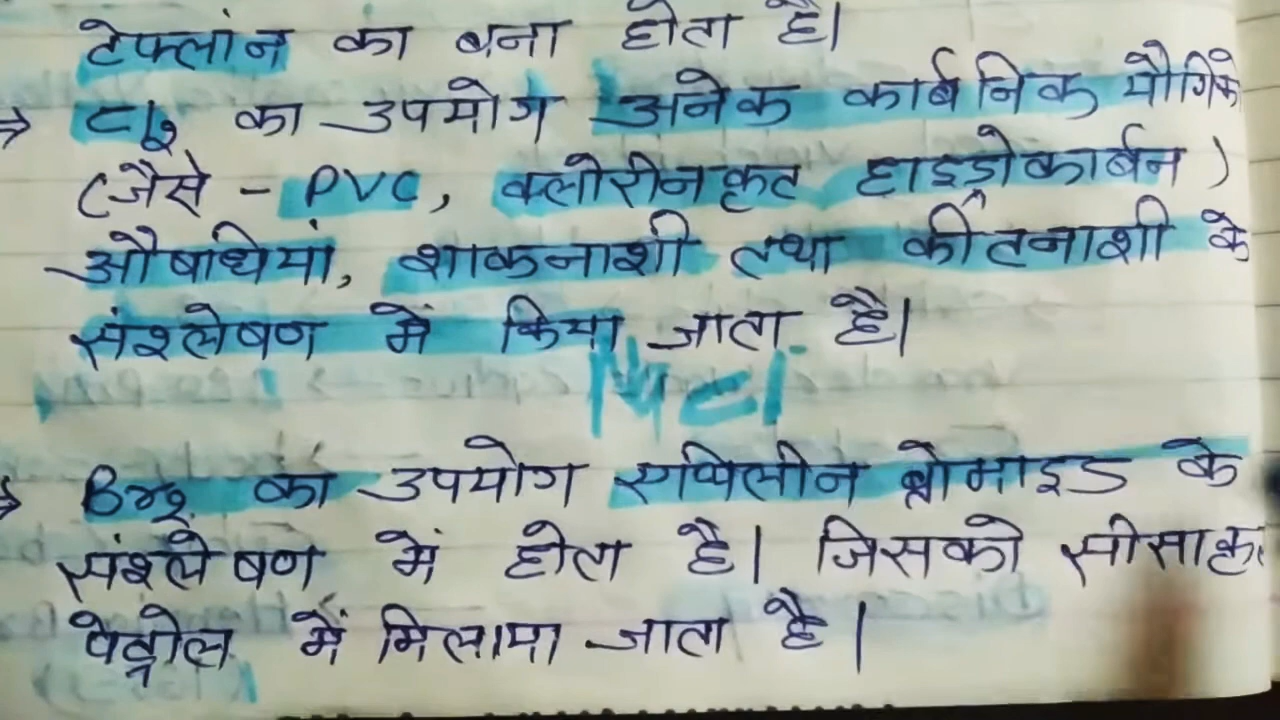 टेफ्लॉन का बना होता है।
→ Cl₂ का उपयोग अनेक कार्बनिक यौगिको
(जैसे - PVC, क्लोरीनकृत हाइड्रोकार्बन)
औषधियां, शाकनाशी तथा कीटनाशी के
संश्लेषण में किया जाता है।
Cl
→ Br₂ का उपयोग एथिलीन ब्रोमाइड के
संश्लेषण में होता है। जिसको सीसाकृत
पेट्रोल में मिलाया जाता है।